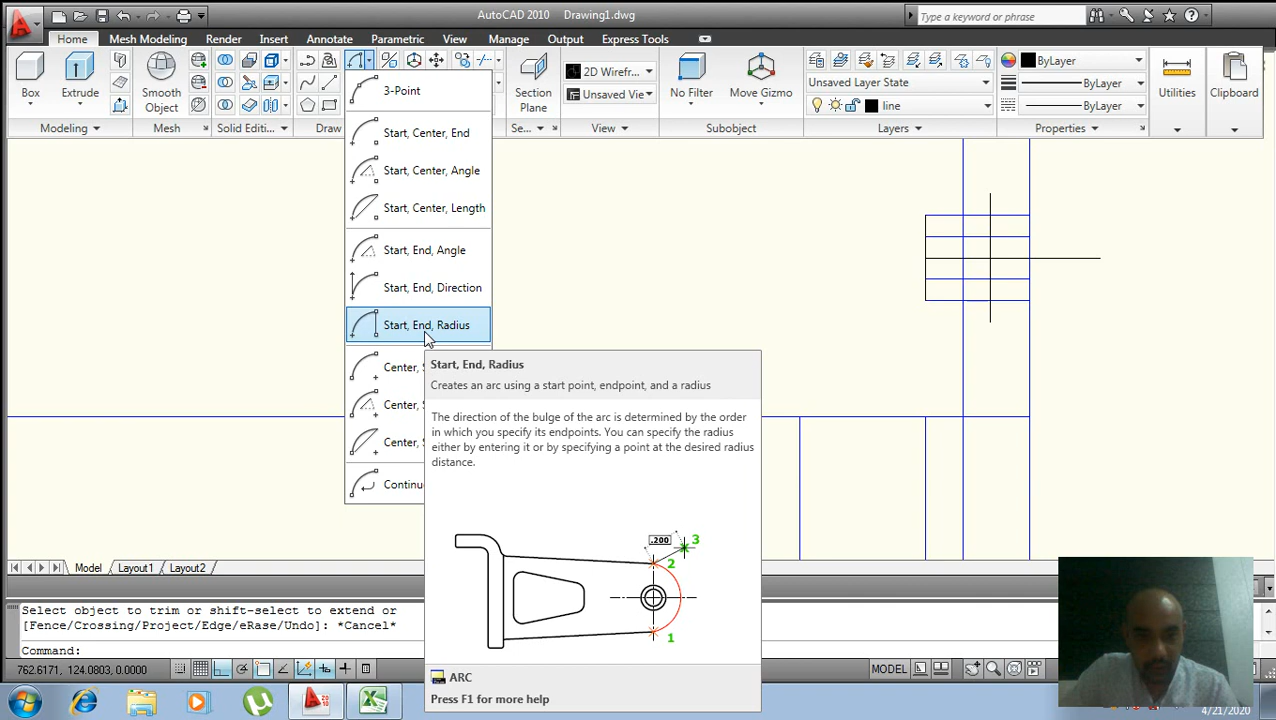 AutoCAD 2010 Drawing1.dwg
Type a keyword or phrase
Home Mesh Modeling Render Insert Annotate Parametric View Manage Output Express Tools
2D Wirefr...
ByLayer
Unsaved Layer State
ByLayer
Unsaved Vie
line
ByLayer
Box Extrude Smooth Object Section Plane No Filter Move Gizmo Utilities Clipboard
Modeling Mesh Solid Editi... Draw Se... View Subobject Layers Properties
3-Point
Start, Center, End
Start, Center, Angle
Start, Center, Length
Start, End, Angle
Start, End, Direction
Start, End, Radius
Center,
Center,
Center,
Continu
Start, End, Radius
Creates an arc using a start point, endpoint, and a radius
The direction of the bulge of the arc is determined by the order
in which you specify its endpoints. You can specify the radius
either by entering it or by specifying a point at the desired radius
distance.
.200
3
2
1
ARC
Press F1 for more help
Model Layout1 Layout2
Select object to trim or shift-select to extend or
[Fence/Crossing/Project/Edge/eRase/Undo]: *Cancel*
Command:
762.6171, 124.0803, 0.0000
MODEL
4/21/2020